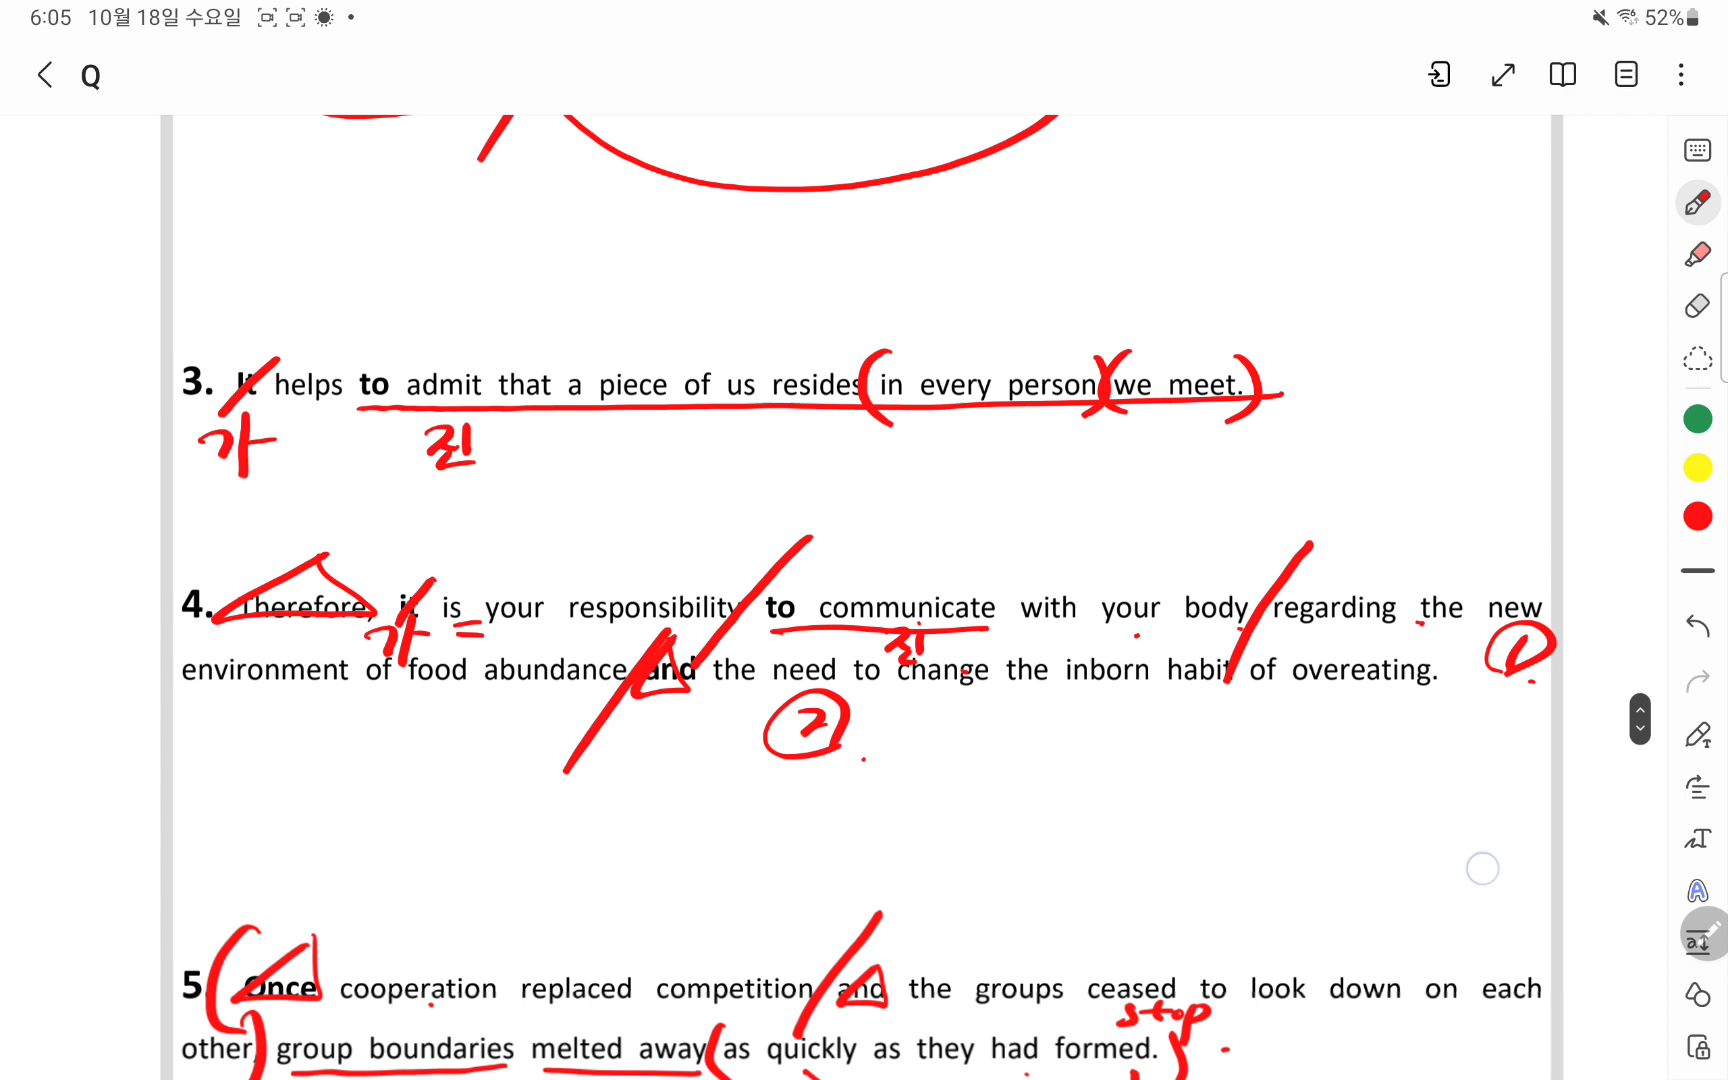 6:05 10월 18일 수요일
52%
Q
3. It helps to admit that a piece of us resides in every person we meet.
가 진
4. Therefore, it is your responsibility to communicate with your body regarding the new
가 진 1
environment of food abundance and the need to change the inborn habit of overeating.
2
5. Once cooperation replaced competition and the groups ceased to look down on each
stop
other, group boundaries melted away as quickly as they had formed.